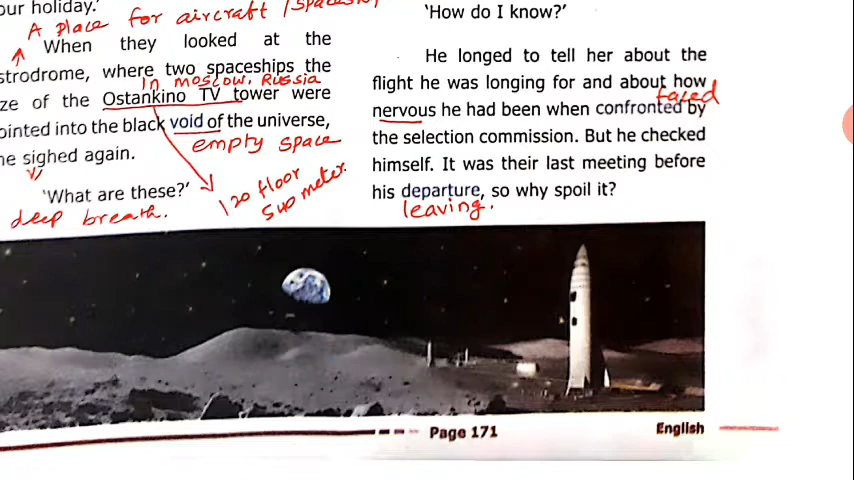 our holiday.'
A place for aircraft / spaceship
When they looked at the
strodrome, where two spaceships the
In moscow, Russia
ze of the Ostankino TV tower were
ointed into the black void of the universe,
empty space
he sighed again.
'What are these?'
deep breath.
120 floor
540 meter.
'How do I know?'
He longed to tell her about the
flight he was longing for and about how
faced
nervous he had been when confronted by
the selection commission. But he checked
himself. It was their last meeting before
his departure, so why spoil it?
leaving.
Page 171
English